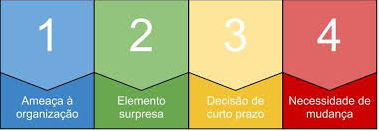 1
Ameaça à
organização
2
Elemento
surpresa
3
Decisão de
curto prazo
4
Necessidade de
mudança